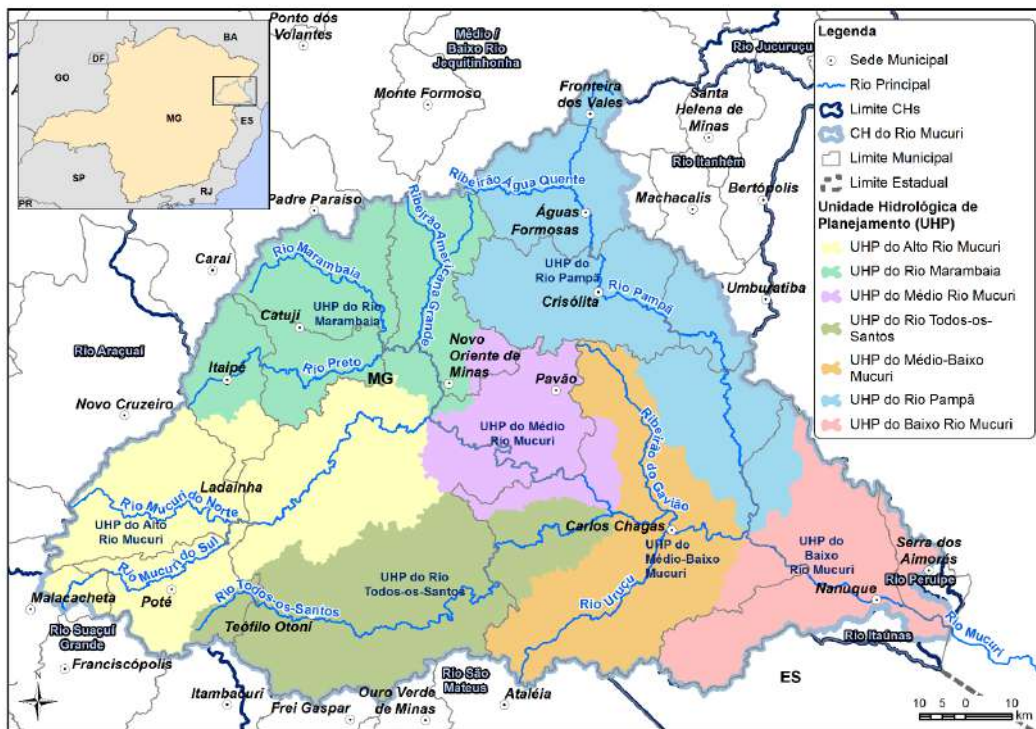 BA
DF
GO
MG
ES
SP
RJ
PR
Ponto dos
Volantes
Médio /
Baixo Rio
Jequitinhonha
Rio Jucuruçu
Monte Formoso
Fronteira
dos Vales
Santa
Helena de
Minas
Rio Itanhém
Padre Paraíso
Ribeirão Água Quente
Machacalis
Bertópolis
Ribeirão Americana Grande
Águas
Formosas
Caraí
Rio Marambaia
UHP do Rio
Marambaia
UHP do
Rio Pampã
Crisólita
Rio Pampã
Umburatiba
Catuji
Rio Araçuaí
Rio Preto
Novo
Oriente de
Minas
Itaipé
MG
Pavão
Novo Cruzeiro
UHP do Médio
Rio Mucuri
Ribeirão do Gavião
Ladainha
Rio Mucuri do Norte
UHP do Alto
Rio Mucuri
Carlos Chagas
Rio Mucuri do Sul
UHP do
Médio-Baixo
Mucuri
UHP do
Baixo
Rio Mucuri
Serra dos
Aimorés
Rio Peruípe
UHP do Rio
Todos-os-Santos
Malacacheta
Poté
Rio Todos-os-Santos
Rio Uruçu
Nanuque
Teófilo Otoni
Rio Suaçuí
Grande
Rio Itaúnas
Rio Mucuri
Franciscópolis
Rio São
Mateus
ES
Itambacuri
Ouro Verde
de Minas
Ataléia
Frei Gaspar
10 5 0 10
km
Legenda
Sede Municipal
Rio Principal
Limite CHs
CH do Rio Mucuri
Limite Municipal
Limite Estadual
Unidade Hidrológica de
Planejamento (UHP)
UHP do Alto Rio Mucuri
UHP do Rio Marambaia
UHP do Médio Rio Mucuri
UHP do Rio Todos-os-
Santos
UHP do Médio-Baixo
Mucuri
UHP do Rio Pampã
UHP do Baixo Rio Mucuri